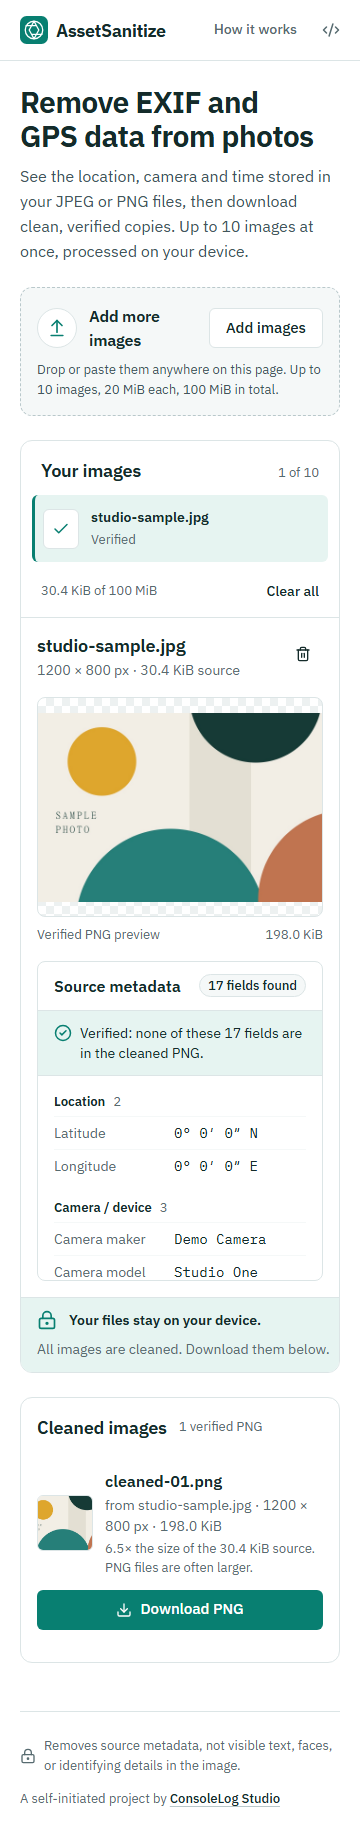 AssetSanitize
How it works
</>
Remove EXIF and
GPS data from photos
See the location, camera and time stored in
your JPEG or PNG files, then download
clean, verified copies. Up to 10 images at
once, processed on your device.
Add more
images
Add images
Drop or paste them anywhere on this page. Up to
10 images, 20 MiB each, 100 MiB in total.
Your images
1 of 10
studio-sample.jpg
Verified
30.4 KiB of 100 MiB
Clear all
studio-sample.jpg
1200 × 800 px · 30.4 KiB source
SAMPLE
PHOTO
Verified PNG preview
198.0 KiB
Source metadata
17 fields found
Verified: none of these 17 fields are
in the cleaned PNG.
Location 2
Latitude 0° 0′ 0″ N
Longitude 0° 0′ 0″ E
Camera / device 3
Camera maker Demo Camera
Camera model Studio One
Your files stay on your device.
All images are cleaned. Download them below.
Cleaned images
1 verified PNG
cleaned-01.png
from studio-sample.jpg · 1200 ×
800 px · 198.0 KiB
6.5× the size of the 30.4 KiB source.
PNG files are often larger.
Download PNG
Removes source metadata, not visible text, faces,
or identifying details in the image.
A self-initiated project by ConsoleLog Studio